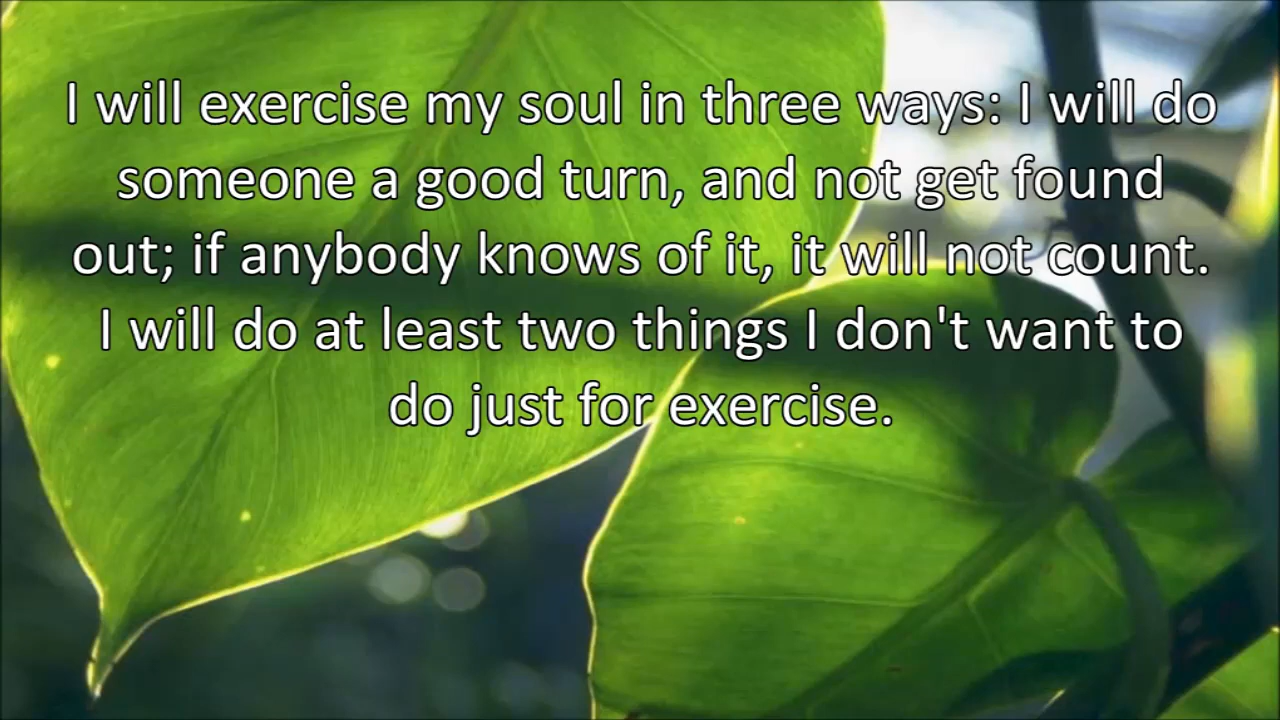 I will exercise my soul in three ways: I will do
someone a good turn, and not get found
out; if anybody knows of it, it will not count.
I will do at least two things I don't want to
do just for exercise.